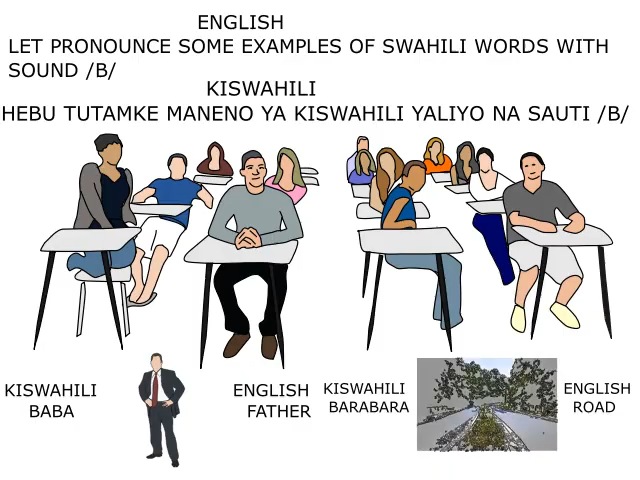 ENGLISH
LET PRONOUNCE SOME EXAMPLES OF SWAHILI WORDS WITH
SOUND /B/
KISWAHILI
HEBU TUTAMKE MANENO YA KISWAHILI YALIYO NA SAUTI /B/
KISWAHILI
BABA
ENGLISH
FATHER
KISWAHILI
BARABARA
ENGLISH
ROAD